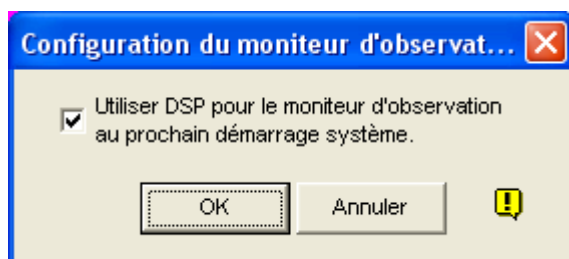 Configuration du moniteur d'observat...
Utiliser DSP pour le moniteur d'observation
au prochain démarrage système.
OK
Annuler